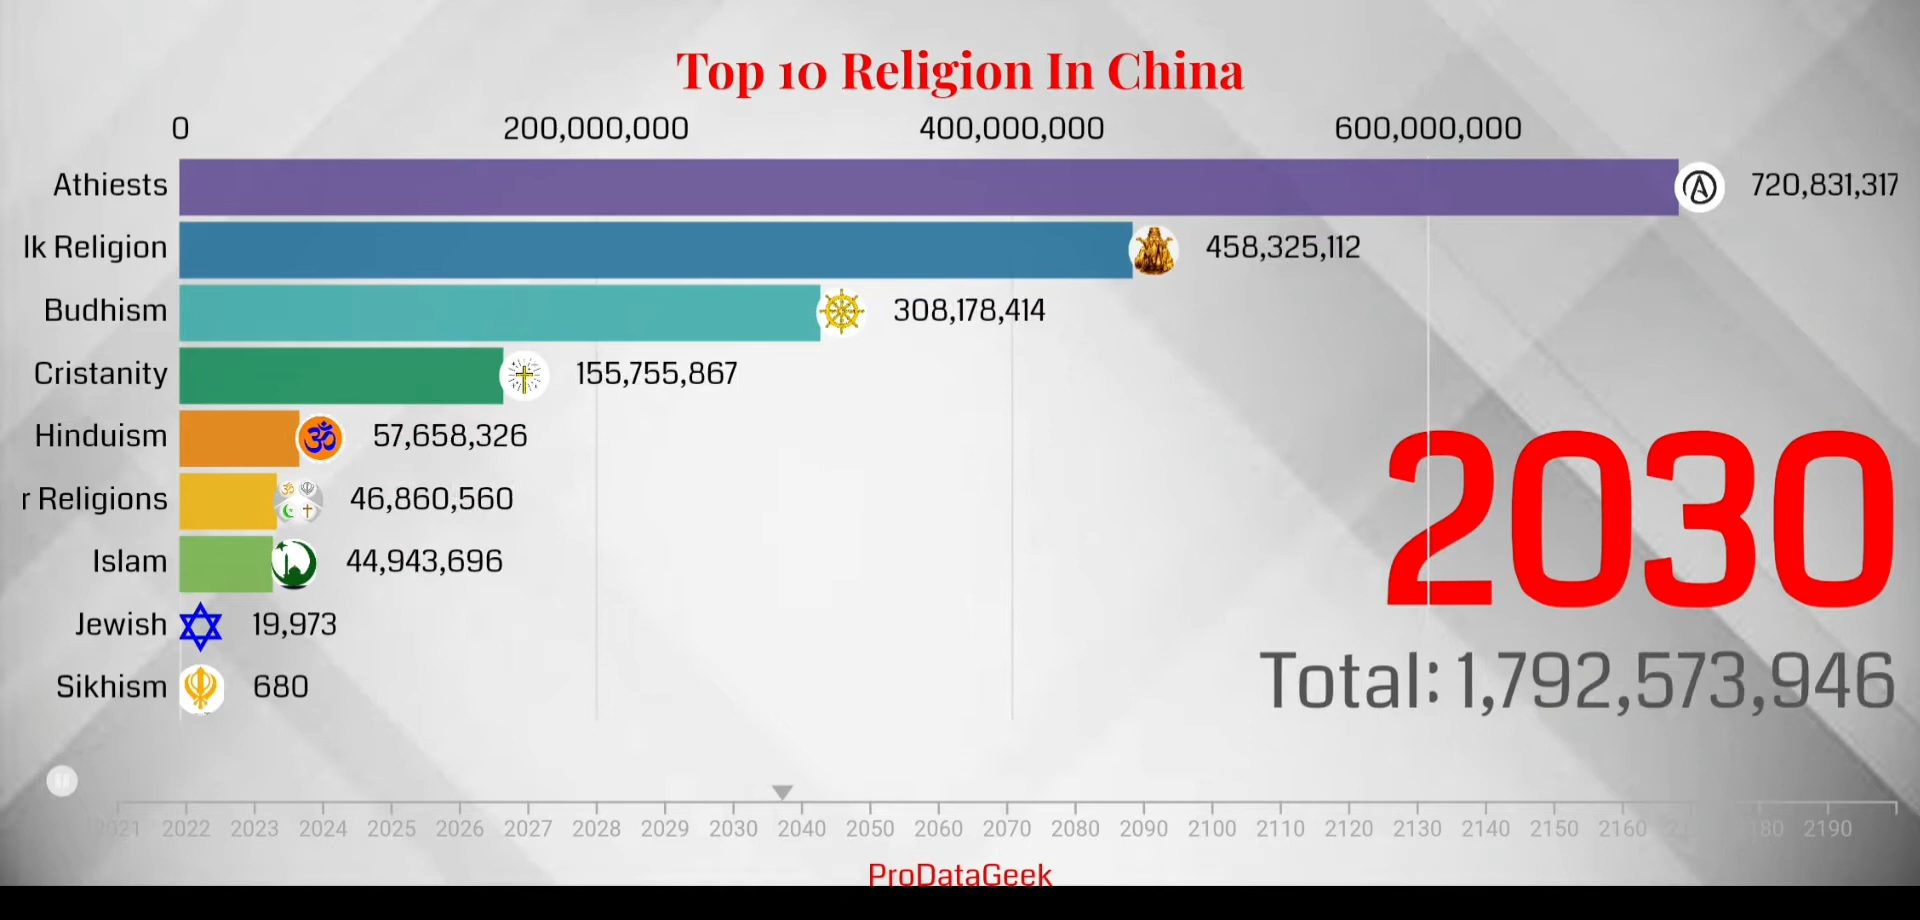 Top 10 Religion In China
0 200,000,000 400,000,000 600,000,000
Athiests 720,831,317
lk Religion 458,325,112
Budhism 308,178,414
Cristanity 155,755,867
Hinduism 57,658,326
r Religions 46,860,560
Islam 44,943,696
Jewish 19,973
Sikhism 680
2030
Total: 1,792,573,946
2021 2022 2023 2024 2025 2026 2027 2028 2029 2030 2040 2050 2060 2070 2080 2090 2100 2110 2120 2130 2140 2150 2160 2180 2190
ProDataGeek